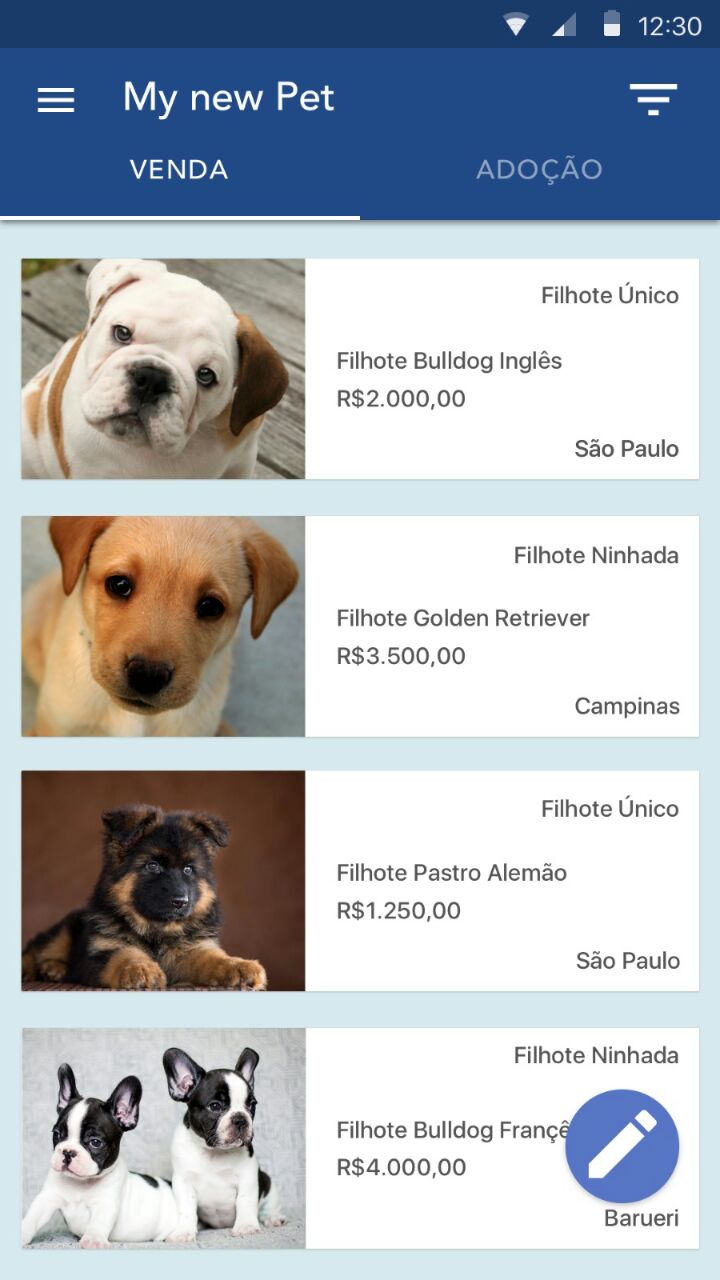 12:30
My new Pet
VENDA
ADOÇÃO
Filhote Único
Filhote Bulldog Inglês
R$2.000,00
São Paulo
Filhote Ninhada
Filhote Golden Retriever
R$3.500,00
Campinas
Filhote Único
Filhote Pastro Alemão
R$1.250,00
São Paulo
Filhote Ninhada
Filhote Bulldog
R$4.000,00
Barueri